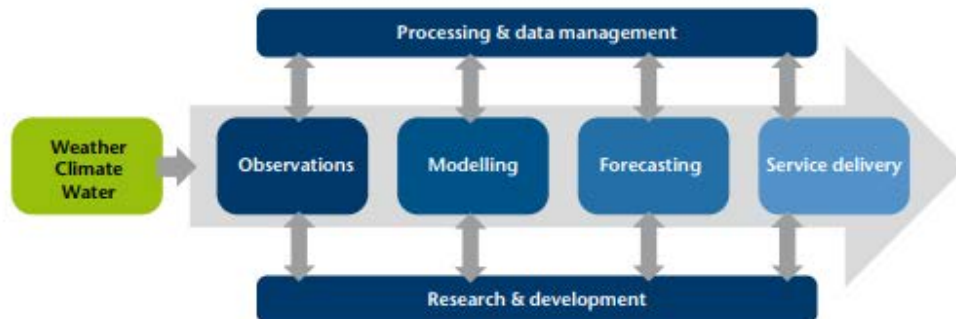 Processing & data management
Weather
Climate
Water
Observations
Modelling
Forecasting
Service delivery
Research & development